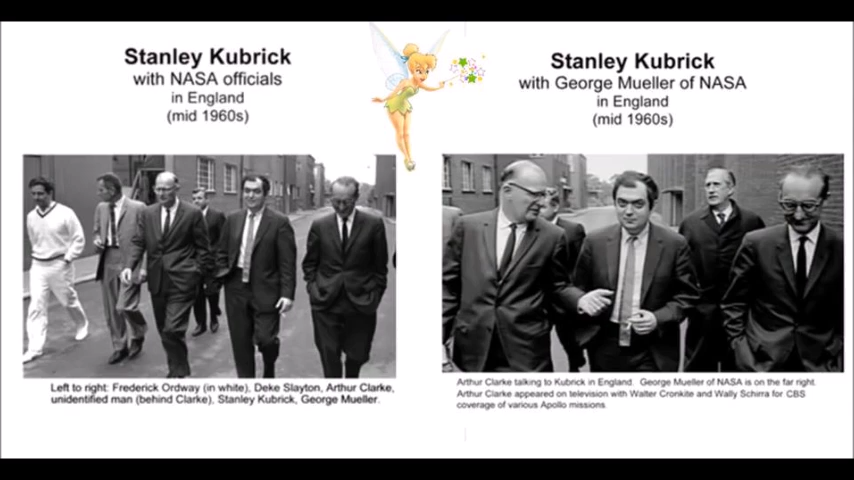 Stanley Kubrick
with NASA officials
in England
(mid 1960s)
Left to right: Frederick Ordway (in white), Deke Slayton, Arthur Clarke,
unidentified man (behind Clarke), Stanley Kubrick, George Mueller.
Stanley Kubrick
with George Mueller of NASA
in England
(mid 1960s)
Arthur Clarke talking to Kubrick in England. George Mueller of NASA is on the far right.
Arthur Clarke appeared on television with Walter Cronkite and Wally Schirra for CBS
coverage of various Apollo missions.